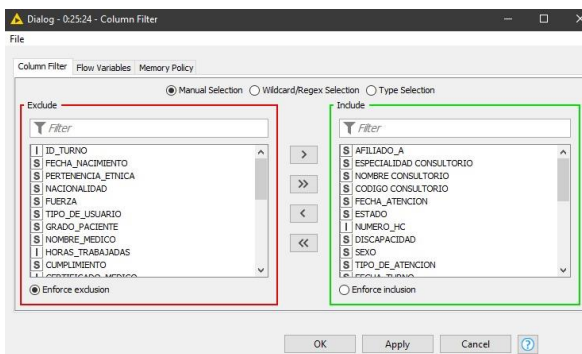 Dialog - 0:25:24 - Column Filter
File
Column Filter Flow Variables Memory Policy
Manual Selection Wildcard/Regex Selection Type Selection
Exclude
Filter
I ID_TURNO
S FECHA_NACIMIENTO
S PERTENENCIA_ETNICA
S NACIONALIDAD
S FUERZA
S TIPO_DE_USUARIO
S GRADO_PACIENTE
S NOMBRE_MEDICO
I HORAS_TRABAJADAS
S CUMPLIMIENTO
I CERTIFICADO_MEDICO
Enforce exclusion
>
>>
<
<<
Include
Filter
S AFILIADO_A
S ESPECIALIDAD CONSULTORIO
S NOMBRE CONSULTORIO
S CODIGO CONSULTORIO
S FECHA_ATENCION
S ESTADO
I NUMERO_HC
S DISCAPACIDAD
S SEXO
S TIPO_DE_ATENCION
S FECHA_TURNO
Enforce inclusion
OK Apply Cancel ?